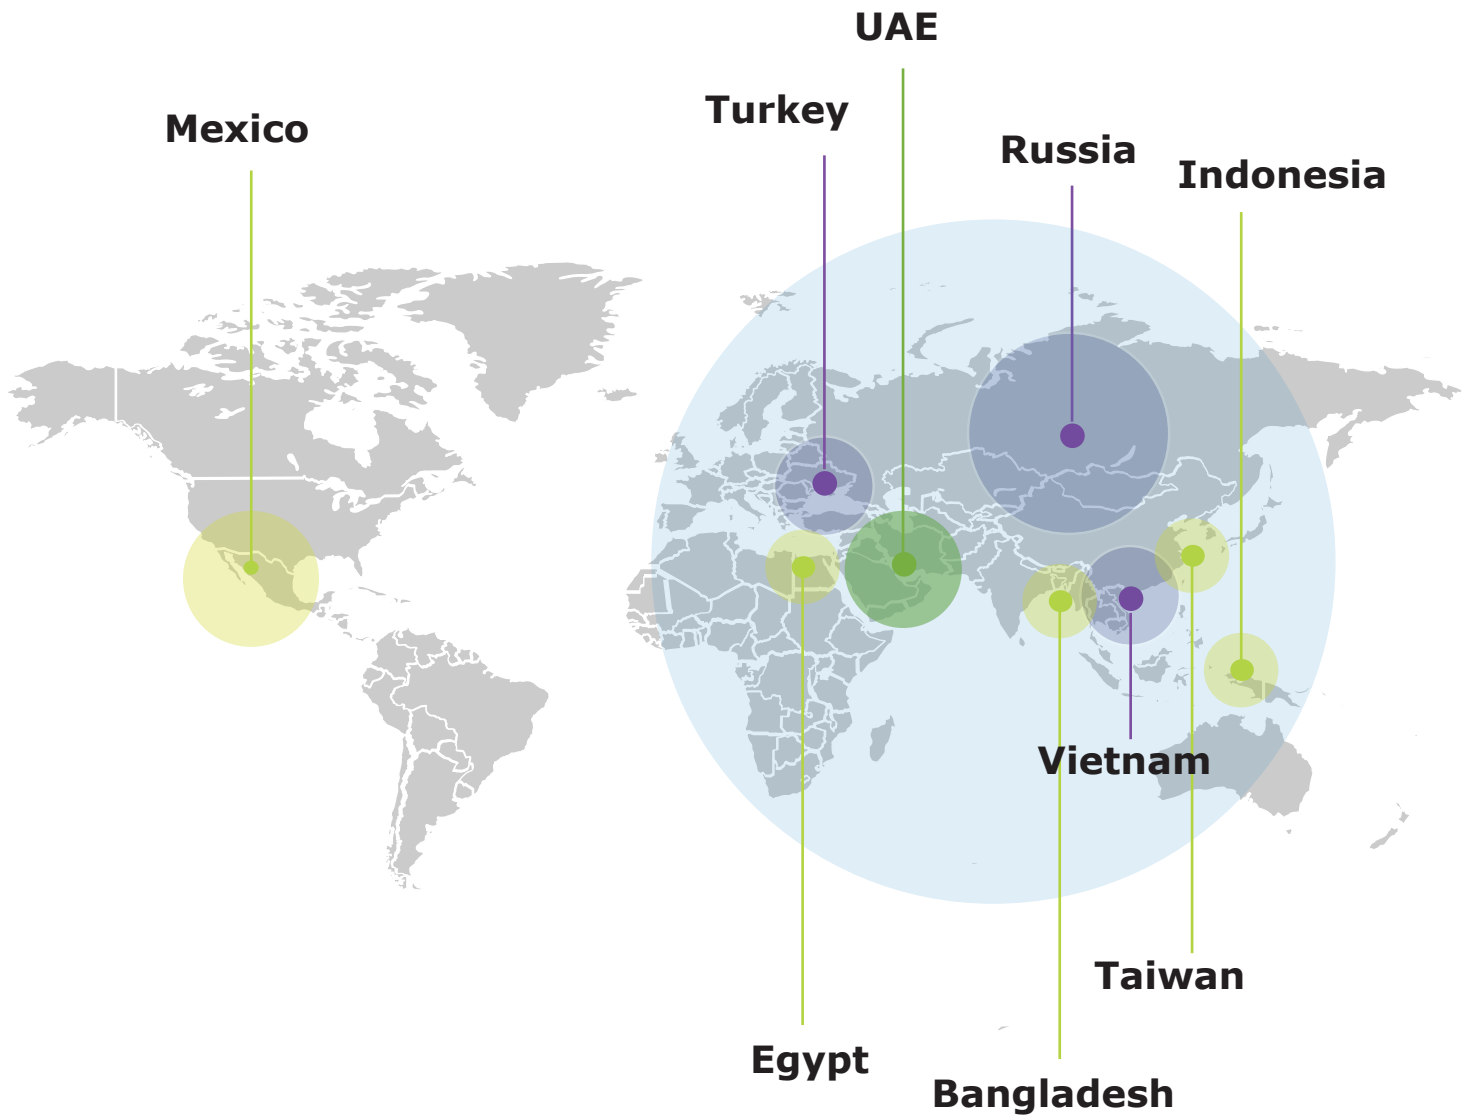 UAE
Turkey
Mexico
Russia
Indonesia
Vietnam
Taiwan
Egypt
Bangladesh